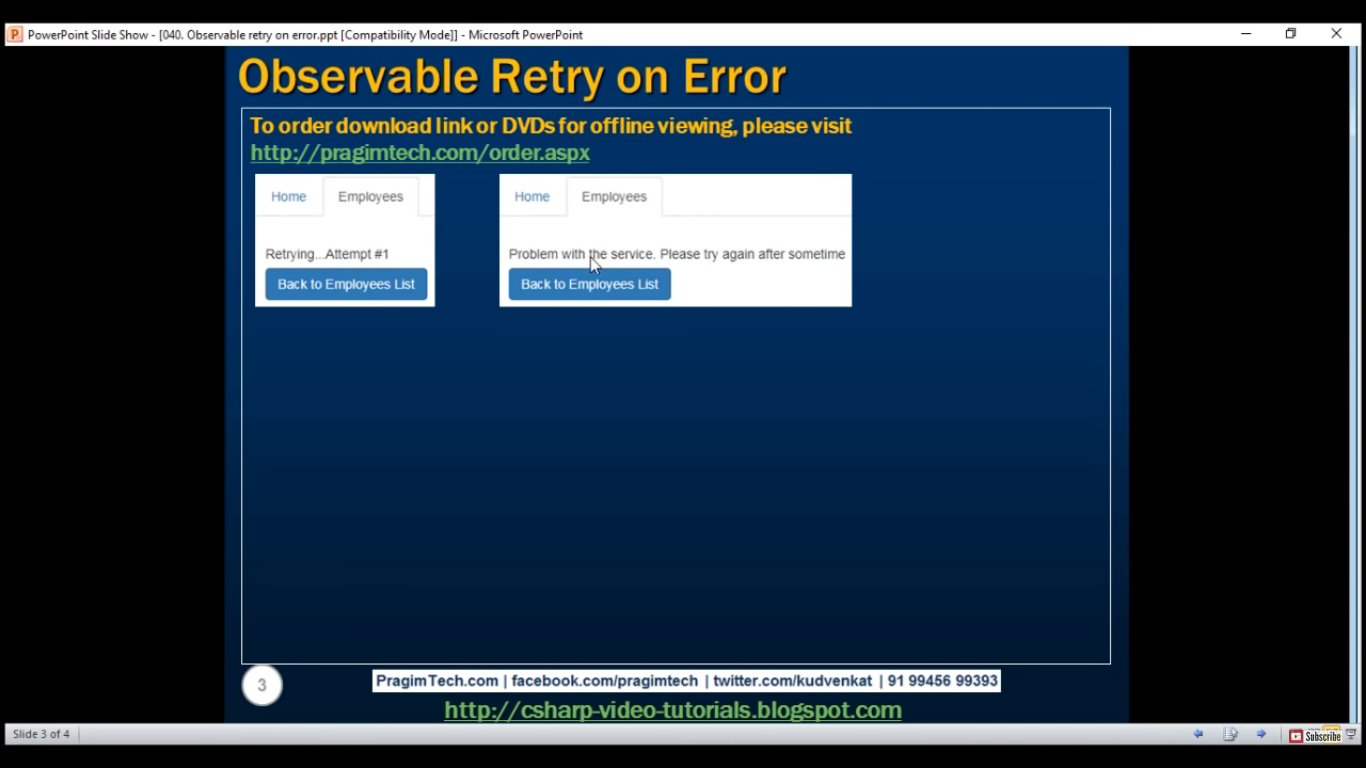 PowerPoint Slide Show - [040. Observable retry on error.ppt [Compatibility Mode]] - Microsoft PowerPoint
Observable Retry on Error
To order download link or DVDs for offline viewing, please visit
http://pragimtech.com/order.aspx
Home Employees
Retrying...Attempt #1
Back to Employees List
Home Employees
Problem with the service. Please try again after sometime
Back to Employees List
3
PragimTech.com | facebook.com/pragimtech | twitter.com/kudvenkat | 91 99456 99393
http://csharp-video-tutorials.blogspot.com
Slide 3 of 4
Subscribe